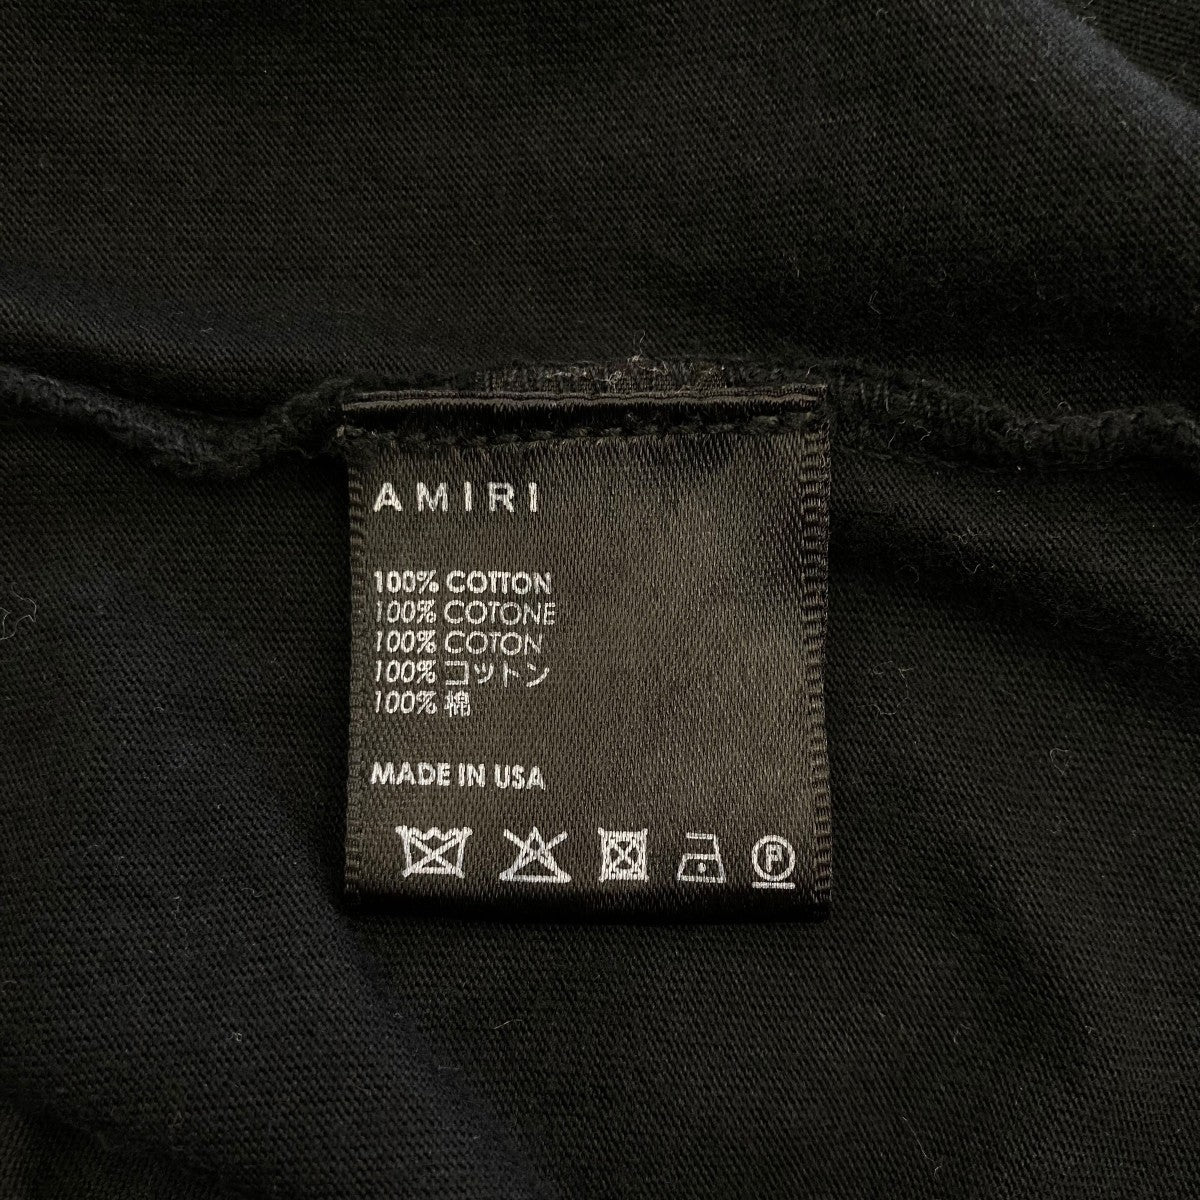 AMIRI
100% COTTON
100% COTONE
100% COTON
100% コットン
100% 棉
MADE IN USA
P